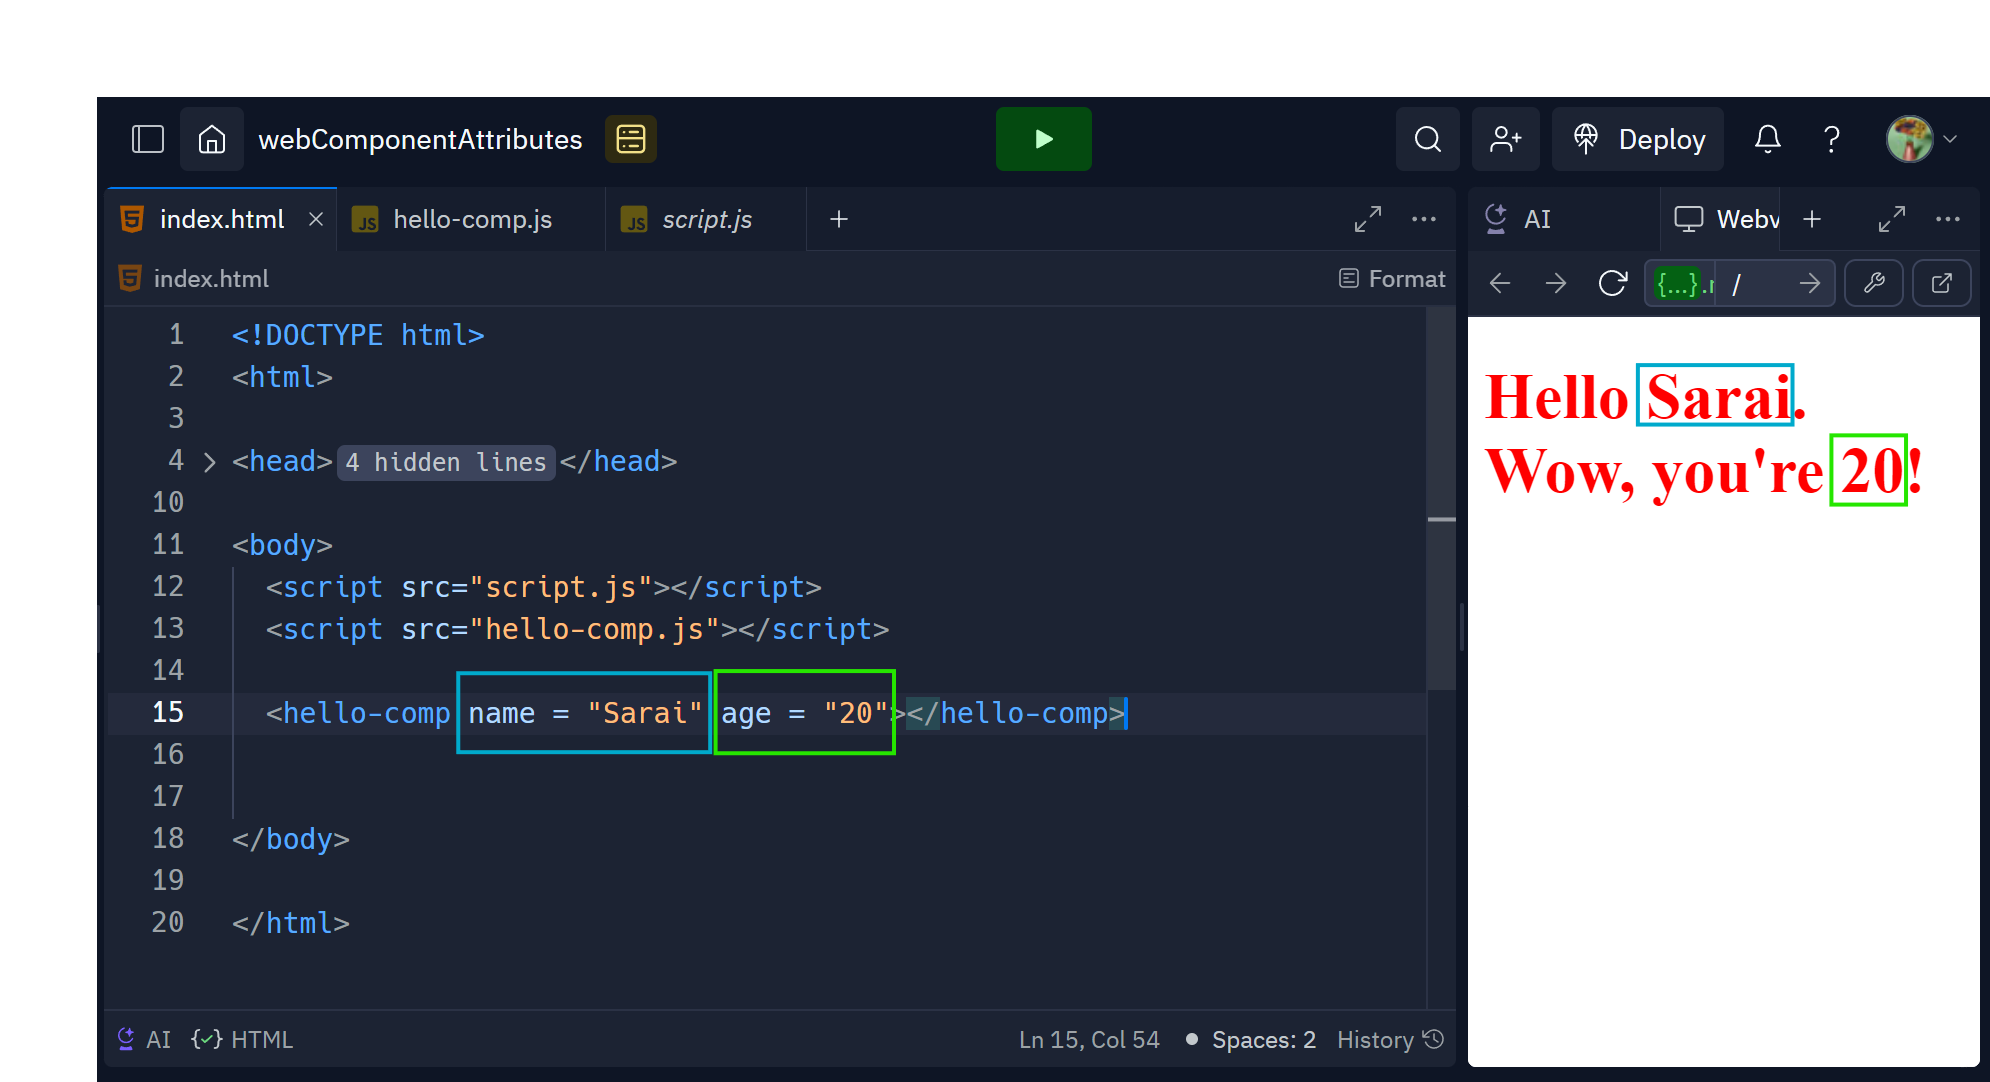 webComponentAttributes
Deploy
index.html
hello-comp.js
script.js
AI
Webv
index.html
Format
{...}.r
/
1 <!DOCTYPE html>
2 <html>
3
4 <head> 4 hidden lines </head>
10
11 <body>
12 <script src="script.js"></script>
13 <script src="hello-comp.js"></script>
14
15 <hello-comp name = "Sarai" age = "20"></hello-comp>
16
17
18 </body>
19
20 </html>
AI
HTML
Ln 15, Col 54
Spaces: 2
History
Hello Sarai.
Wow, you're 20!